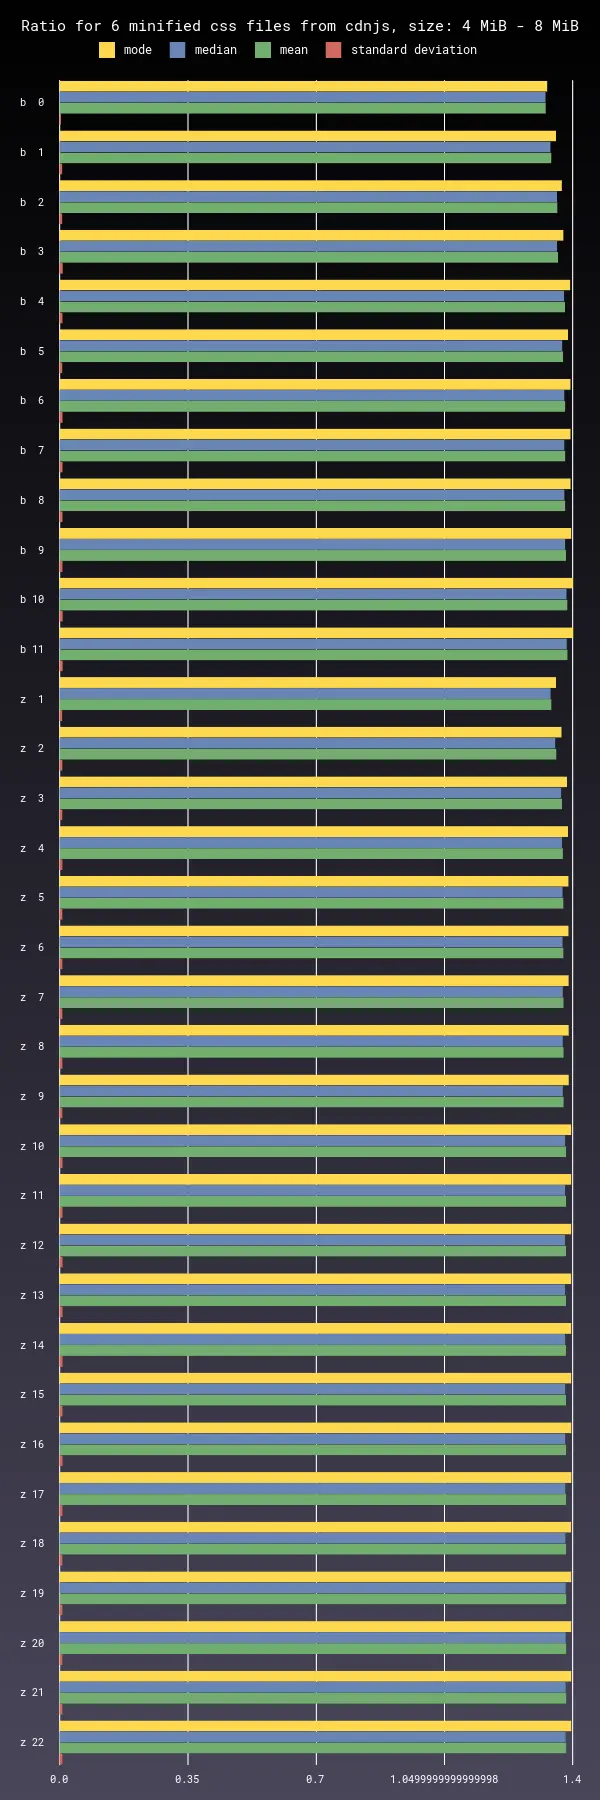 Ratio for 6 minified css files from cdnjs, size: 4 MiB - 8 MiB
mode median mean standard deviation
b 0
b 1
b 2
b 3
b 4
b 5
b 6
b 7
b 8
b 9
b 10
b 11
z 1
z 2
z 3
z 4
z 5
z 6
z 7
z 8
z 9
z 10
z 11
z 12
z 13
z 14
z 15
z 16
z 17
z 18
z 19
z 20
z 21
z 22
0.0 0.35 0.7 1.0499999999999998 1.4